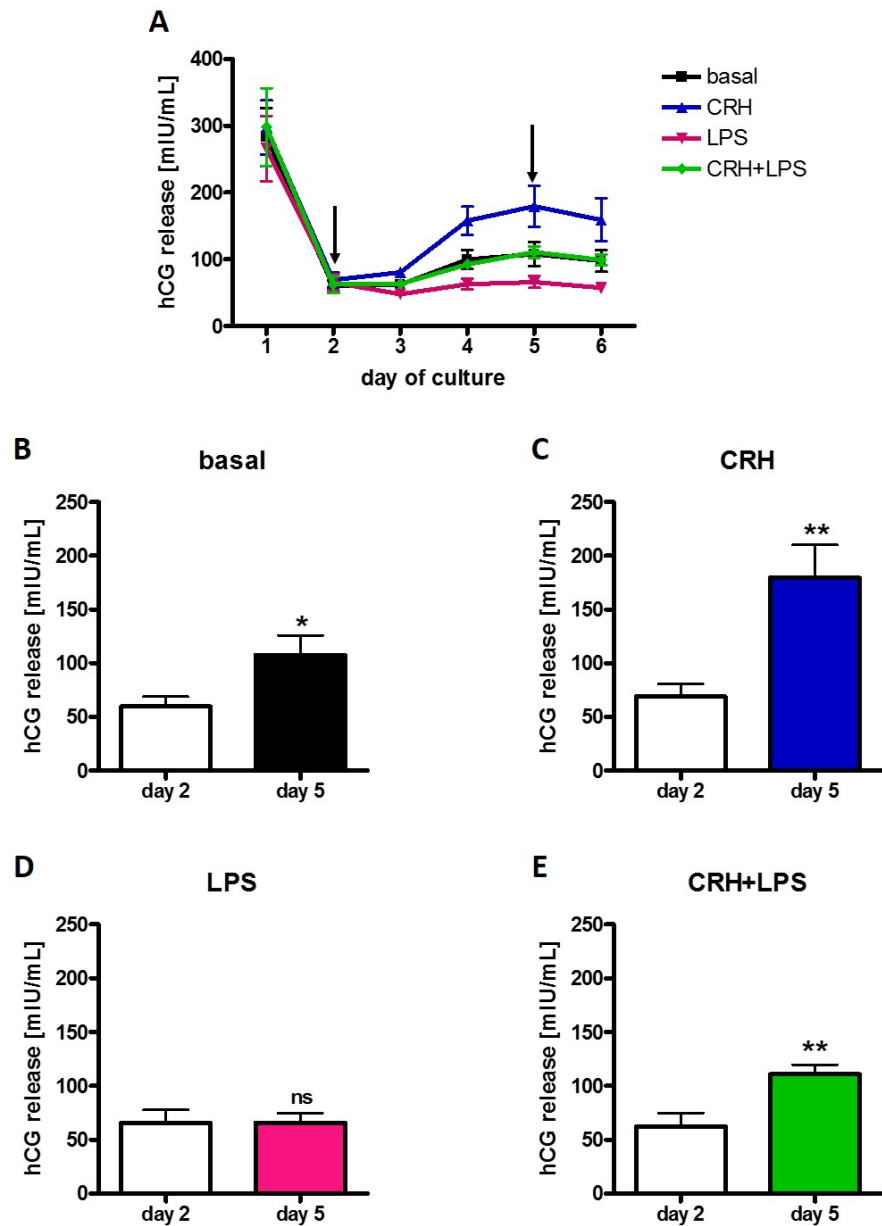 A
hCG release [mIU/mL]
400
300
200
100
0
1 2 3 4 5 6
day of culture
basal
CRH
LPS
CRH+LPS
B
basal
hCG release [mIU/mL]
250
200
150
100
50
0
*
day 2 day 5
C
CRH
hCG release [mIU/mL]
250
200
150
100
50
0
**
day 2 day 5
D
LPS
hCG release [mIU/mL]
250
200
150
100
50
0
ns
day 2 day 5
E
CRH+LPS
hCG release [mIU/mL]
250
200
150
100
50
0
**
day 2 day 5